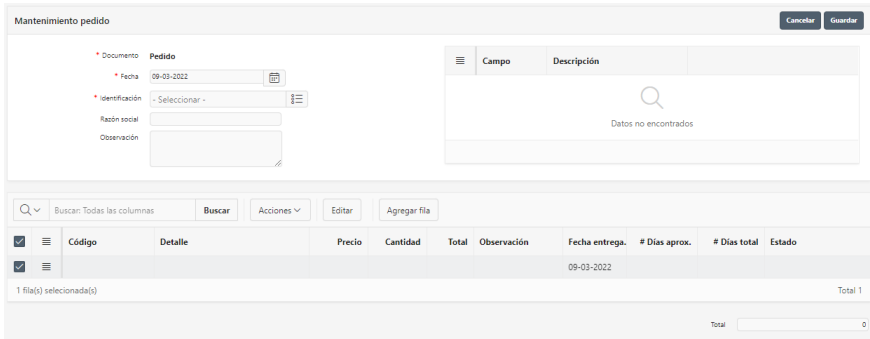 Mantenimiento pedido
Cancelar
Guardar
* Documento Pedido
* Fecha 09-03-2022
* Identificación - Seleccionar -
Razón social
Observación
Campo Descripción
Datos no encontrados
Buscar: Todas las columnas Buscar Acciones Editar Agregar fila
Código Detalle Precio Cantidad Total Observación Fecha entrega. # Días aprox. # Días total Estado
09-03-2022
1 fila(s) selecionada(s) Total 1
Total 0